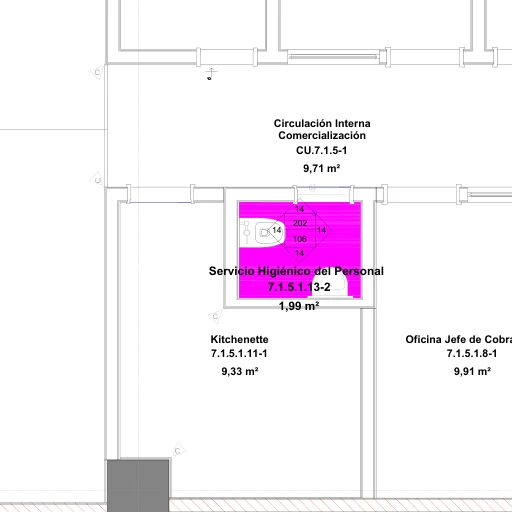 C
Circulación Interna
Comercialización
CU.7.1.5-1
9,71 m²
C
14
202
14
14
106
14
Servicio Higiénico del Personal
7.1.5.1.13-2
1,99 m²
C
Kitchenette
7.1.5.1.11-1
9,33 m²
Oficina Jefe de Cobra
7.1.5.1.8-1
9,91 m²
C